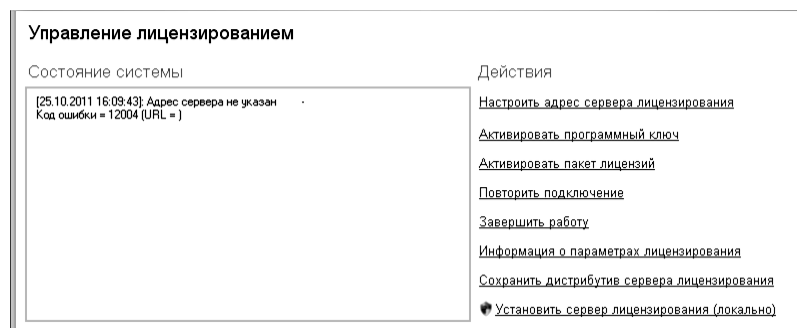 Управление лицензированием
Состояние системы
[25.10.2011 16:09:43]: Адрес сервера не указан
Код ошибки = 12004 (URL = )
Действия
Настроить адрес сервера лицензирования
Активировать программный ключ
Активировать пакет лицензий
Повторить подключение
Завершить работу
Информация о параметрах лицензирования
Сохранить дистрибутив сервера лицензирования
Установить сервер лицензирования (локально)